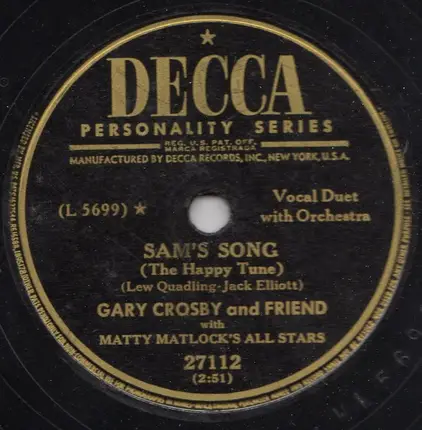 DECCA
PERSONALITY SERIES
REG. U.S. PAT. OFF.
MARCA REGISTRADA
MANUFACTURED BY DECCA RECORDS, INC., NEW YORK, U.S.A.
(L 5699) ★
Vocal Duet
with Orchestra
SAM'S SONG
(The Happy Tune)
(Lew Quadling-Jack Elliott)
GARY CROSBY and FRIEND
with
MATTY MATLOCK'S ALL STARS
27112
(2:51)